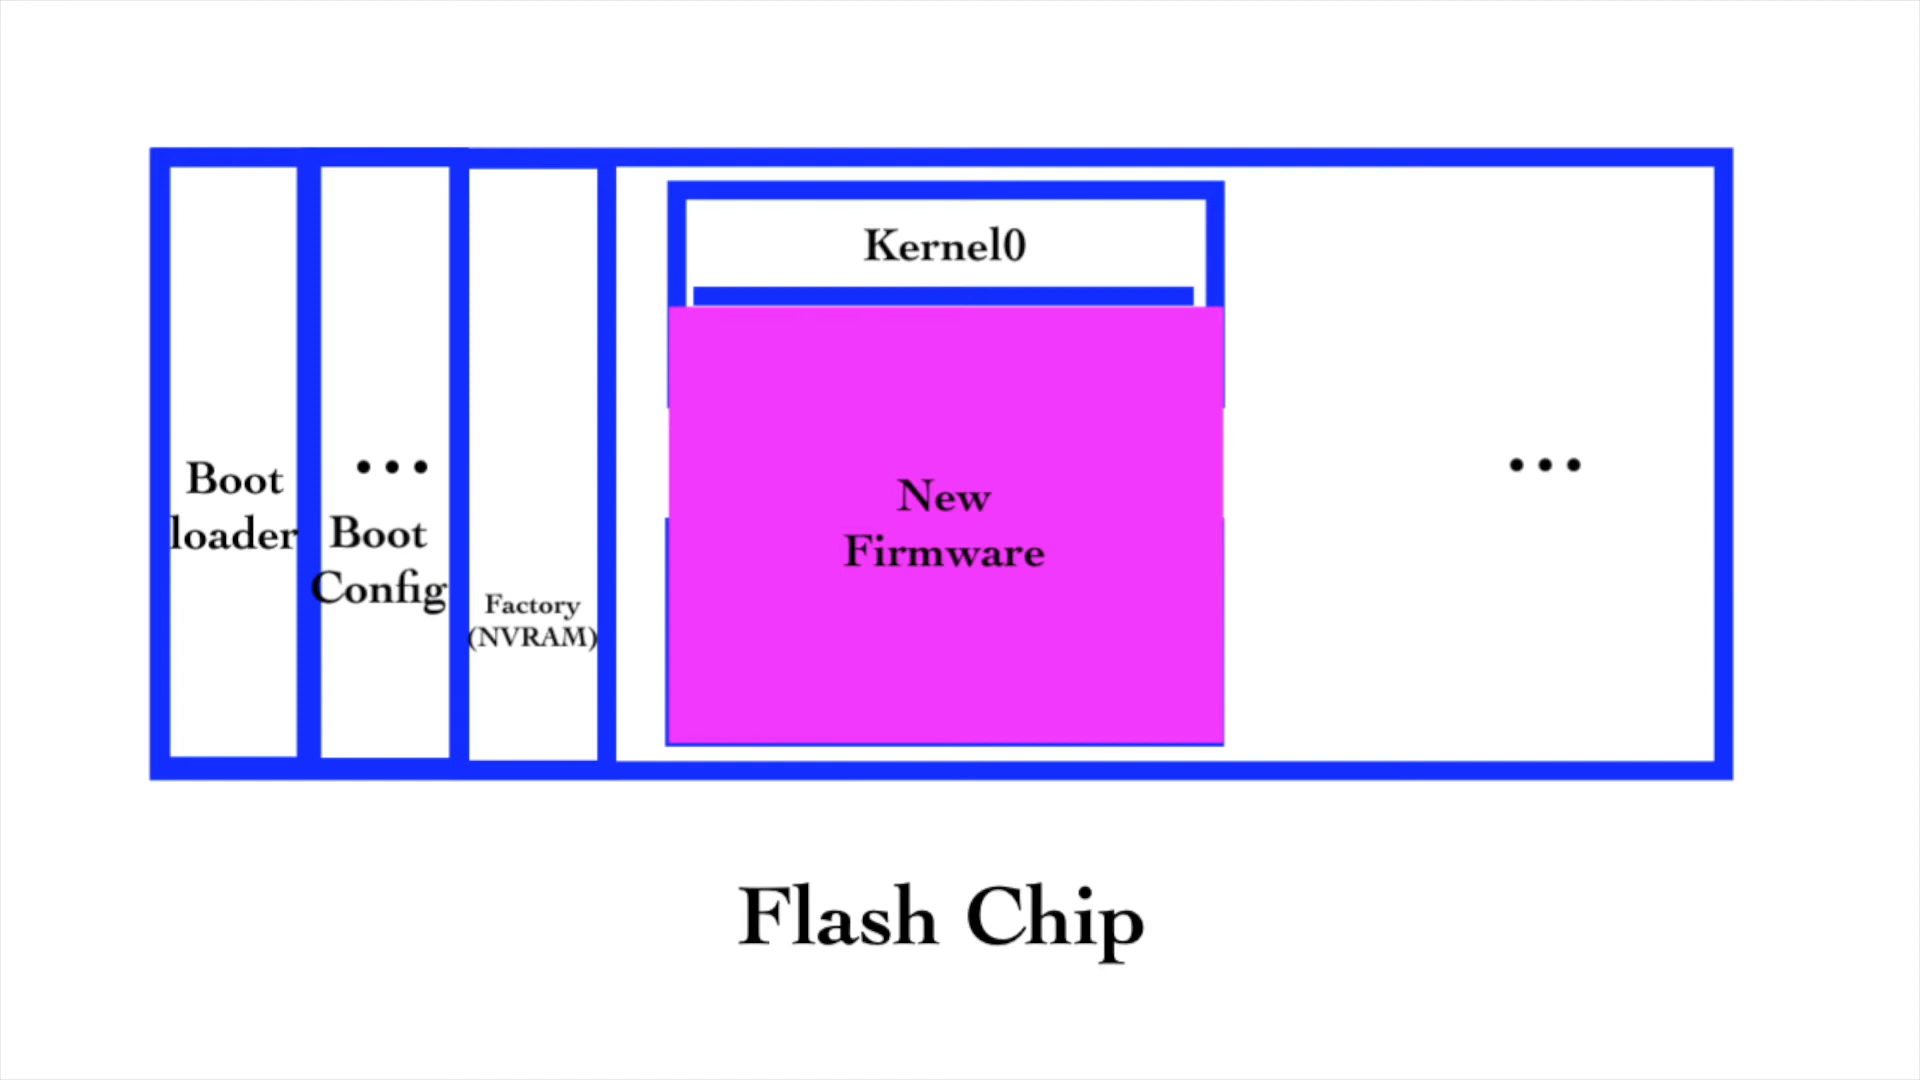 Kernel0
Boot
loader
...
Boot
Config
Factory
(NVRAM)
New
Firmware
...
Flash Chip